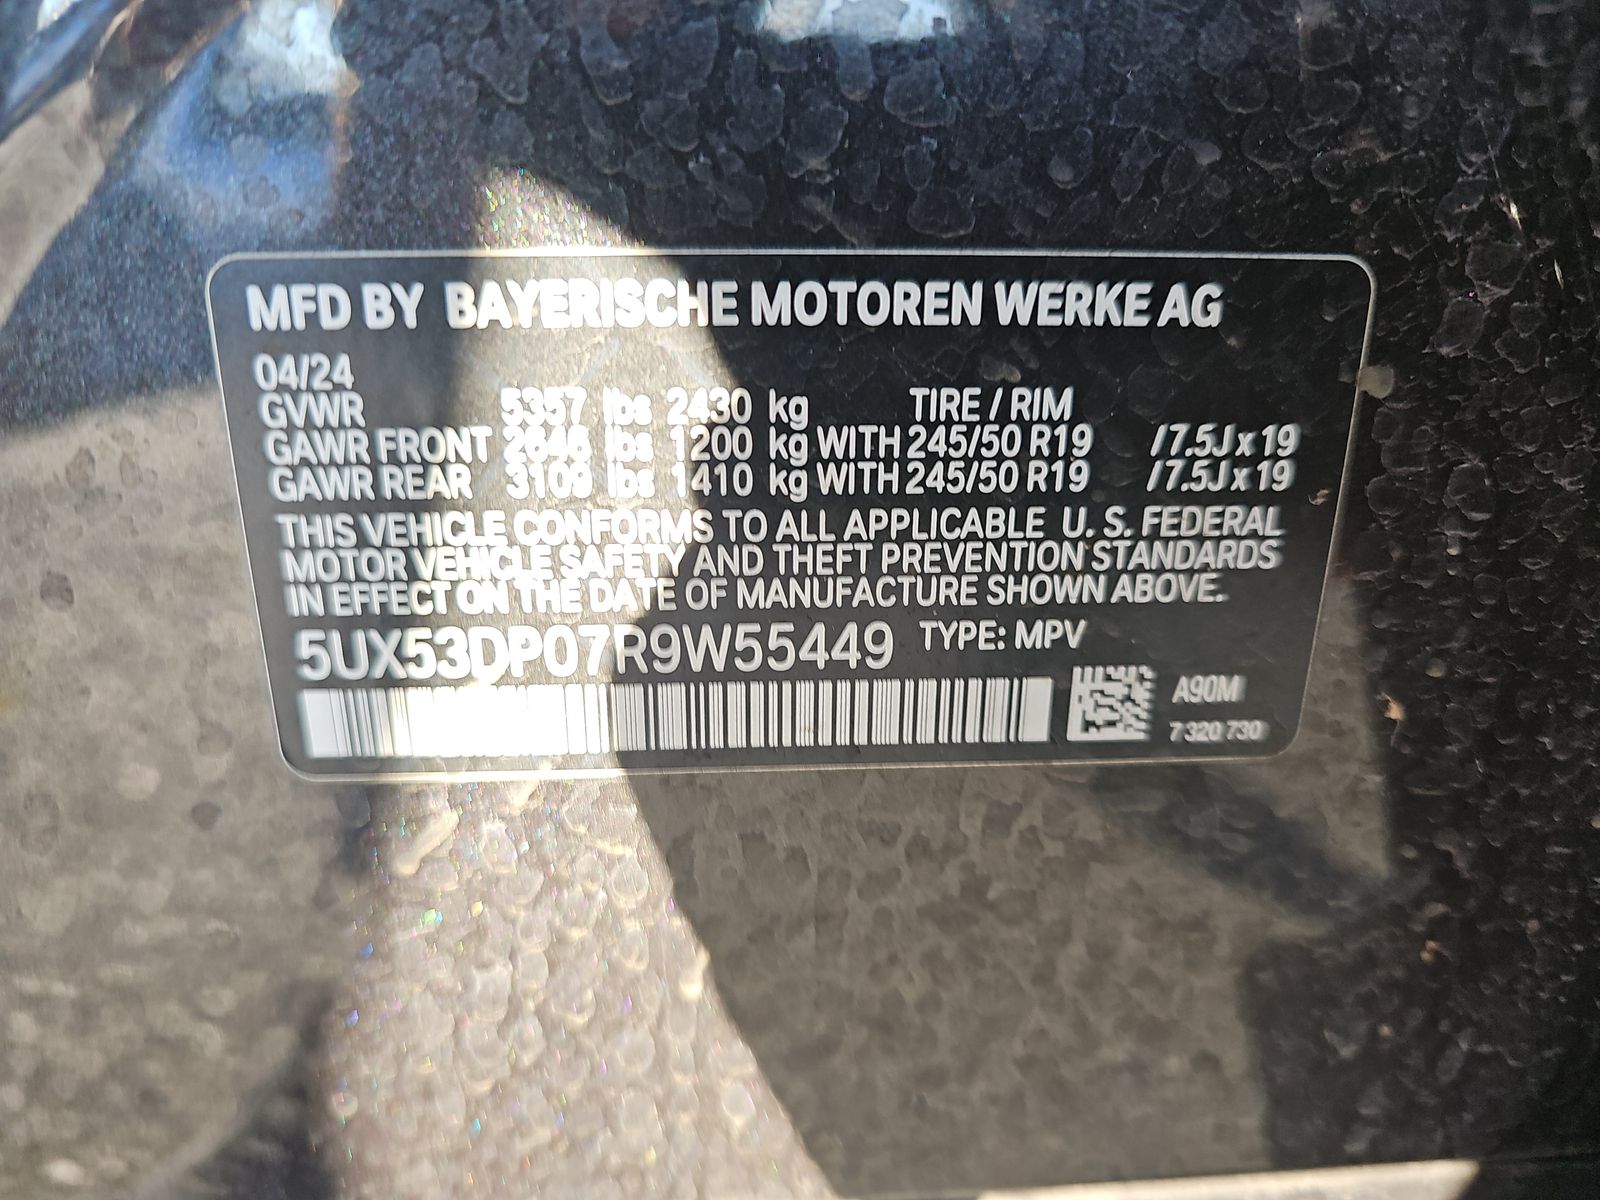 MFD BY BAYERISCHE MOTOREN WERKE AG
04/24
GVWR 5357 lbs 2430 kg TIRE / RIM
GAWR FRONT 2646 lbs 1200 kg WITH 245/50 R19 /7.5J x 19
GAWR REAR 3109 lbs 1410 kg WITH 245/50 R19 /7.5J x 19
THIS VEHICLE CONFORMS TO ALL APPLICABLE U. S. FEDERAL
MOTOR VEHICLE SAFETY AND THEFT PREVENTION STANDARDS
IN EFFECT ON THE DATE OF MANUFACTURE SHOWN ABOVE.
5UX53DP07R9W55449 TYPE: MPV
A90M
7 320 730